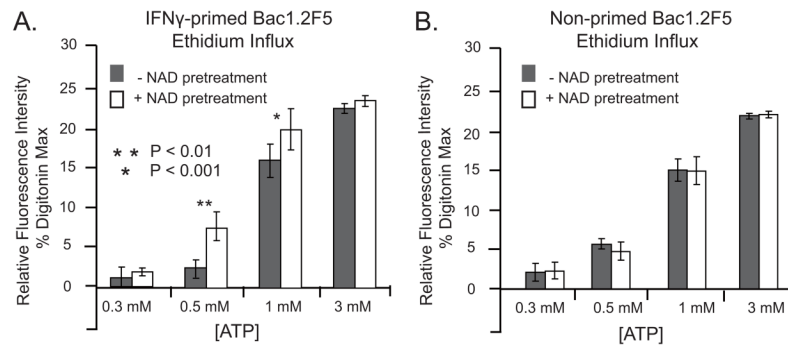 A.
IFNγ-primed Bac1.2F5
Ethidium Influx
Relative Fluorescence Intensity
% Digitonin Max
30
25
20
15
10
5
0
- NAD pretreatment
+ NAD pretreatment
** P < 0.01
* P < 0.001
**
*
0.3 mM 0.5 mM 1 mM 3 mM
[ATP]
B.
Non-primed Bac1.2F5
Ethidium Influx
Relative Fluorescence Intensity
% Digitonin Max
30
25
20
15
10
5
0
- NAD pretreatment
+ NAD pretreatment
0.3 mM 0.5 mM 1 mM 3 mM
[ATP]